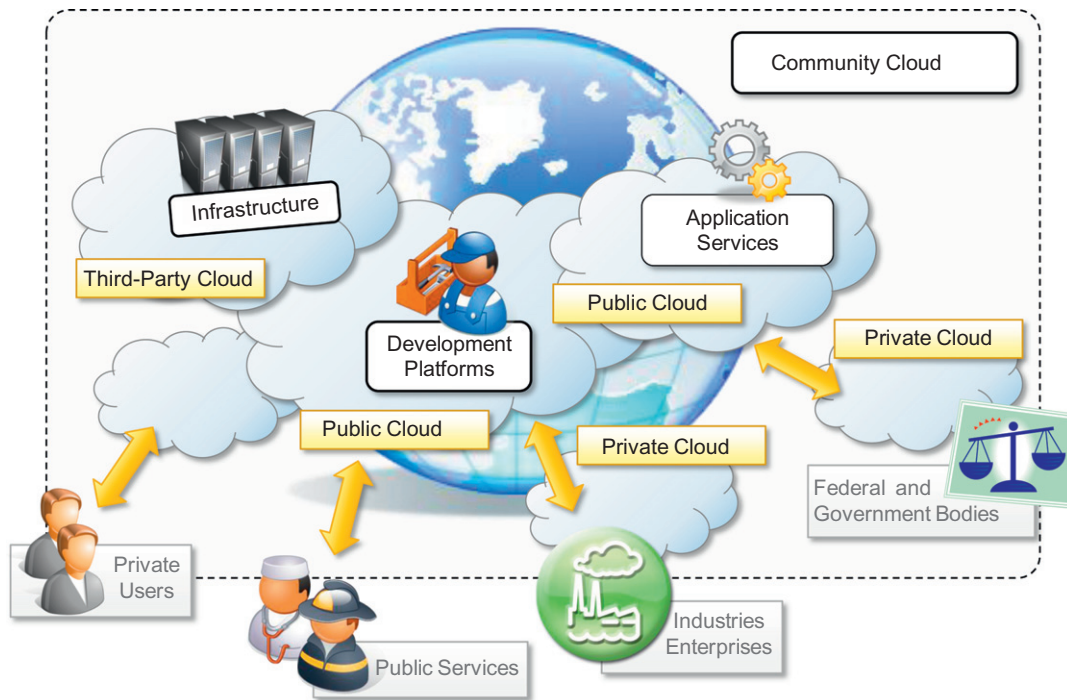 Community Cloud
Infrastructure
Application
Services
Third-Party Cloud
Public Cloud
Development
Platforms
Private Cloud
Public Cloud
Private Cloud
Federal and
Government Bodies
Private
Users
Industries
Enterprises
Public Services